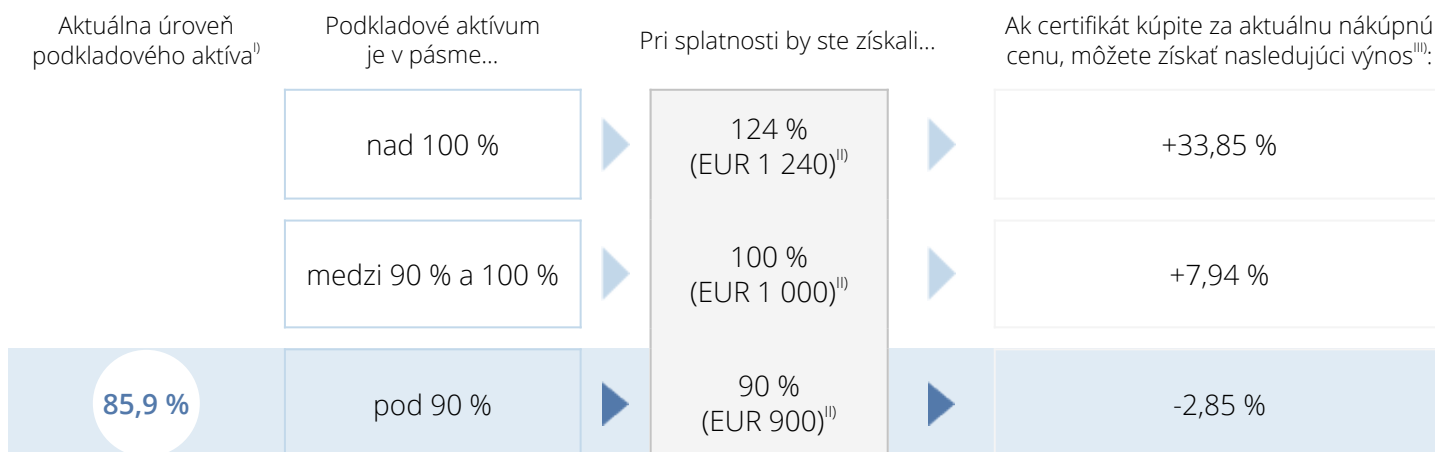 Aktuálna úroveň
podkladového aktíva I)
Podkladové aktívum
je v pásme...
Pri splatnosti by ste získali...
Ak certifikát kúpite za aktuálnu nákupnú
cenu, môžete získať nasledujúci výnos III):
nad 100 %
124 %
(EUR 1 240) II)
+33,85 %
medzi 90 % a 100 %
100 %
(EUR 1 000) II)
+7,94 %
85,9 %
pod 90 %
90 %
(EUR 900) II)
-2,85 %